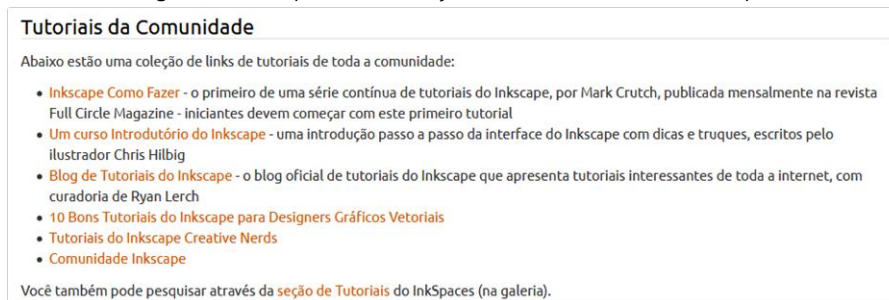 Tutoriais da Comunidade
Abaixo estão uma coleção de links de tutoriais de toda a comunidade:
• Inkscape Como Fazer - o primeiro de uma série contínua de tutoriais do Inkscape, por Mark Crutch, publicada mensalmente na revista
Full Circle Magazine - iniciantes devem começar com este primeiro tutorial
• Um curso Introdutório do Inkscape - uma introdução passo a passo da interface do Inkscape com dicas e truques, escritos pelo
ilustrador Chris Hilbig
• Blog de Tutoriais do Inkscape - o blog oficial de tutoriais do Inkscape que apresenta tutoriais interessantes de toda a internet, com
curadoria de Ryan Lerch
• 10 Bons Tutoriais do Inkscape para Designers Gráficos Vetoriais
• Tutoriais do Inkscape Creative Nerds
• Comunidade Inkscape
Você também pode pesquisar através da seção de Tutoriais do InkSpaces (na galeria).